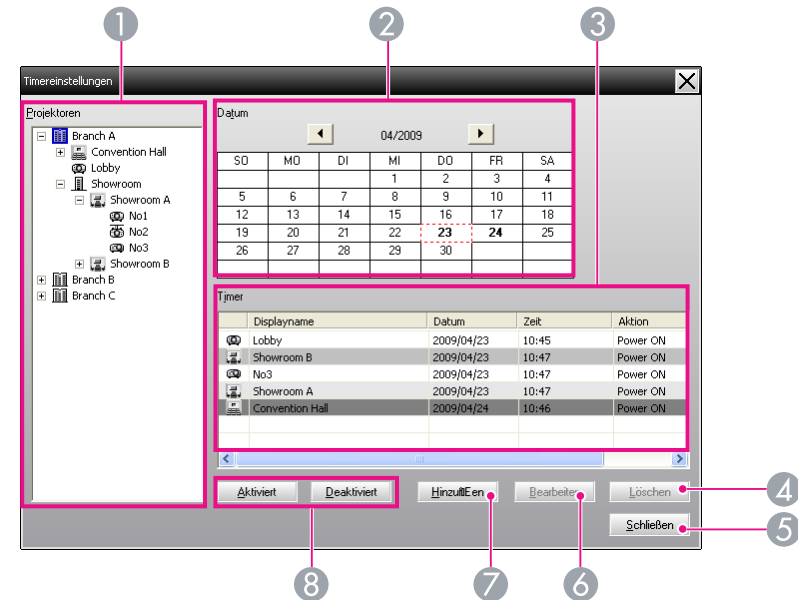 1 2 3
Timereinstellungen
Projektoren
Branch A
Convention Hall
Lobby
Showroom
Showroom A
No1
No2
No3
Showroom B
Branch B
Branch C
Datum
04/2009
SO MO DI MI DO FR SA
1 2 3 4
5 6 7 8 9 10 11
12 13 14 15 16 17 18
19 20 21 22 23 24 25
26 27 28 29 30
Timer
Displayname Datum Zeit Aktion
Lobby 2009/04/23 10:45 Power ON
Showroom B 2009/04/23 10:47 Power ON
No3 2009/04/23 10:47 Power ON
Showroom A 2009/04/23 10:47 Power ON
Convention Hall 2009/04/24 10:46 Power ON
Aktiviert Deaktiviert Bearbeiten Löschen 4
Schließen 5
8 7 6